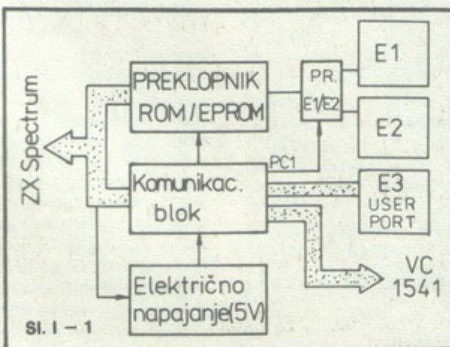 ZX Spectrum
PREKLOPNIK
ROM/EPROM
PR.
E1/E2
E1
E2
Komunikac.
blok
PC1
E3
USER
PORT
VC
1541
Električno
napajanje(5V)
Sl. I – 1